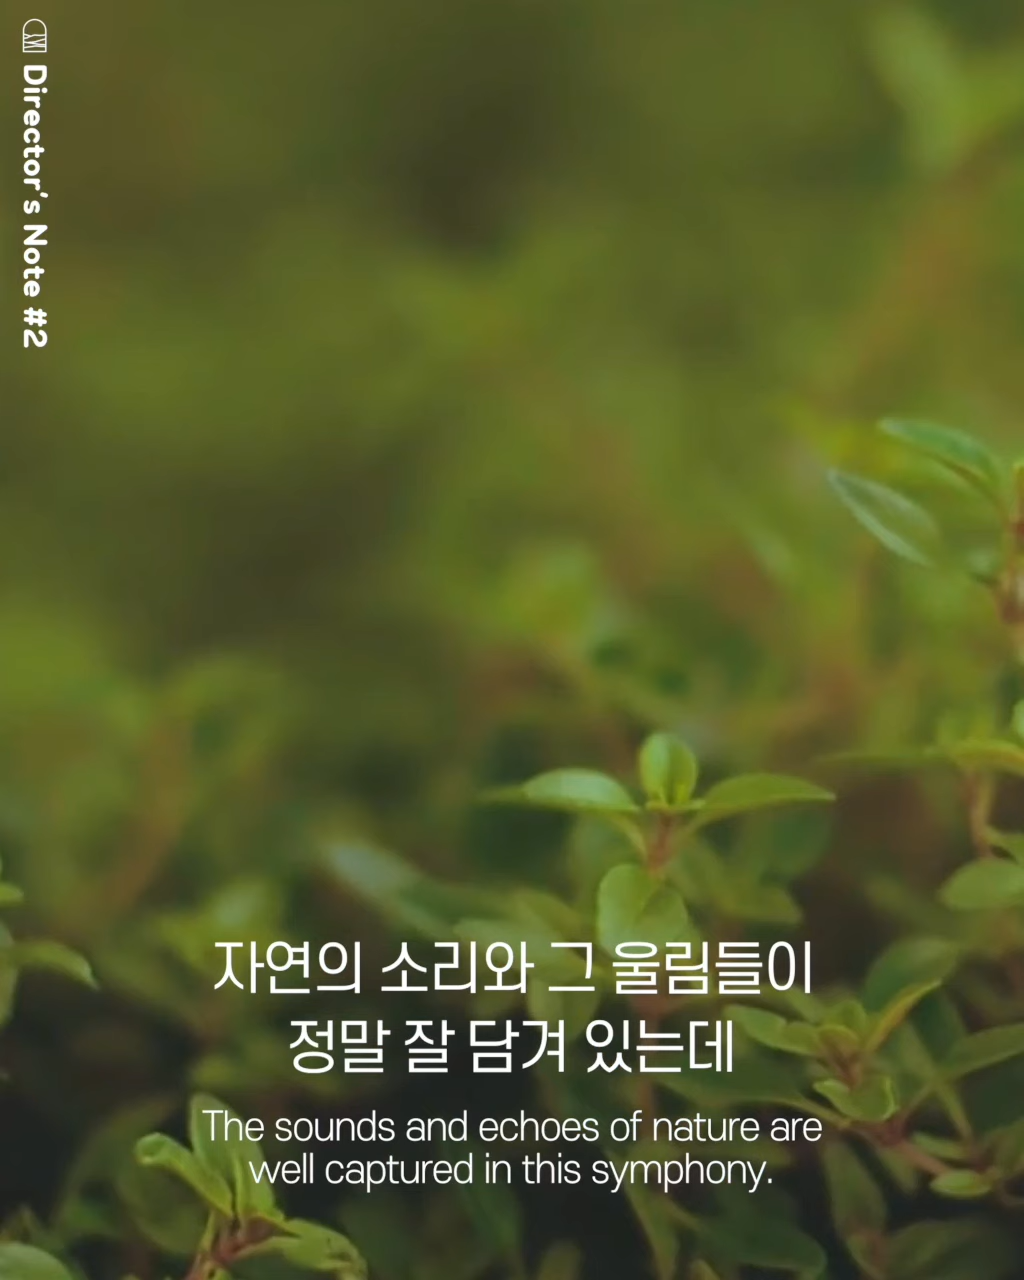 Director's Note #2
자연의 소리와 그 울림들이
정말 잘 담겨 있는데
The sounds and echoes of nature are
well captured in this symphony.